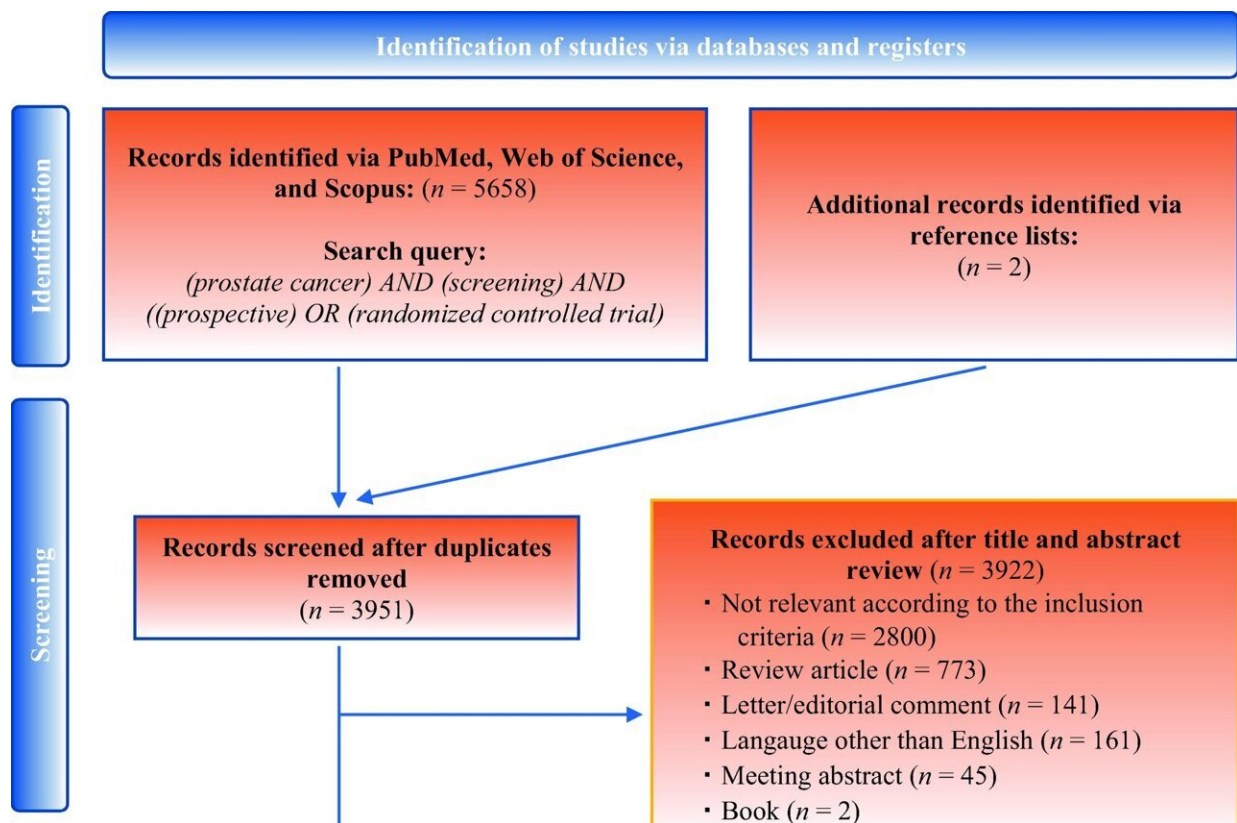 Identification of studies via databases and registers
Identification
Records identified via PubMed, Web of Science,
and Scopus: (n = 5658)
Search query:
(prostate cancer) AND (screening) AND
((prospective) OR (randomized controlled trial)
Additional records identified via
reference lists:
(n = 2)
Screening
Records screened after duplicates
removed
(n = 3951)
Records excluded after title and abstract
review (n = 3922)
· Not relevant according to the inclusion
criteria (n = 2800)
· Review article (n = 773)
· Letter/editorial comment (n = 141)
· Langauge other than English (n = 161)
· Meeting abstract (n = 45)
· Book (n = 2)